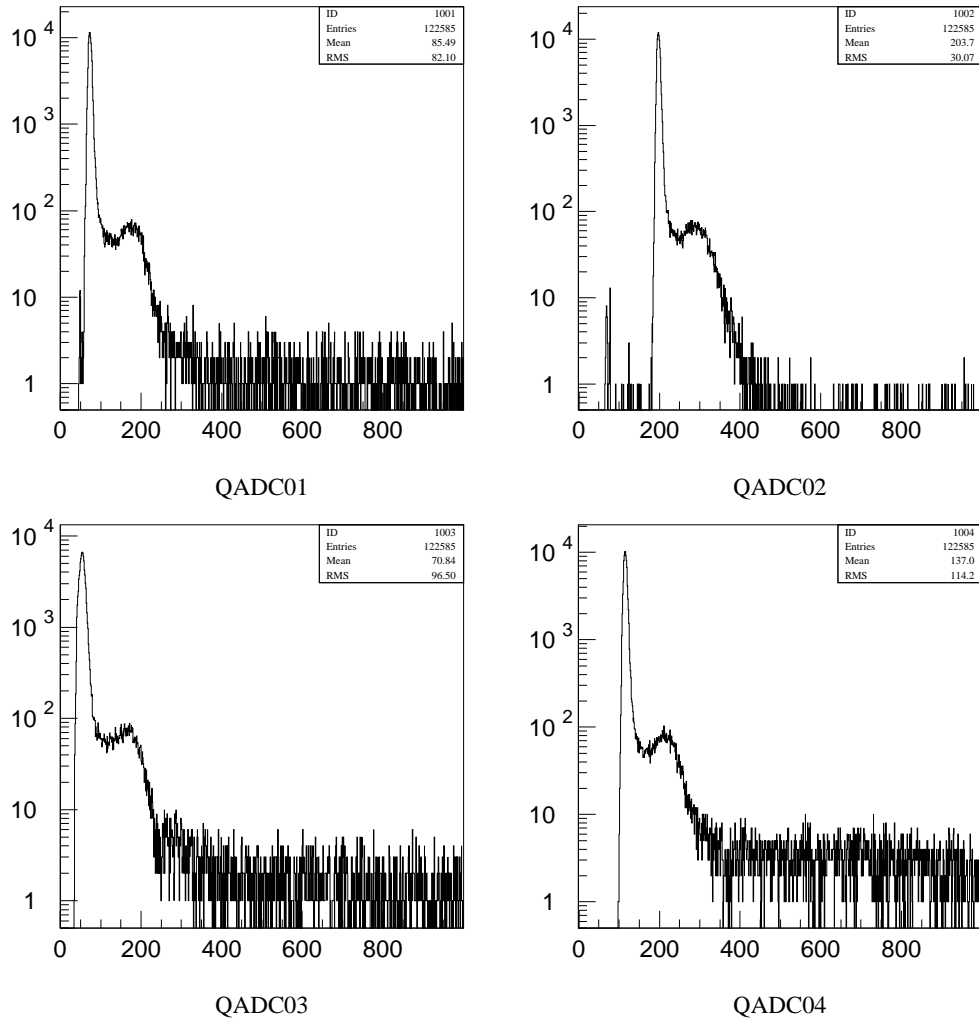 ID 1001
Entries 122585
Mean 85.49
RMS 82.10
10 4
10 3
10 2
10
1
0 200 400 600 800
QADC01
ID 1002
Entries 122585
Mean 203.7
RMS 30.07
10 4
10 3
10 2
10
1
0 200 400 600 800
QADC02
ID 1003
Entries 122585
Mean 70.84
RMS 96.50
10 4
10 3
10 2
10
1
0 200 400 600 800
QADC03
ID 1004
Entries 122585
Mean 137.0
RMS 114.2
10 4
10 3
10 2
10
1
0 200 400 600 800
QADC04